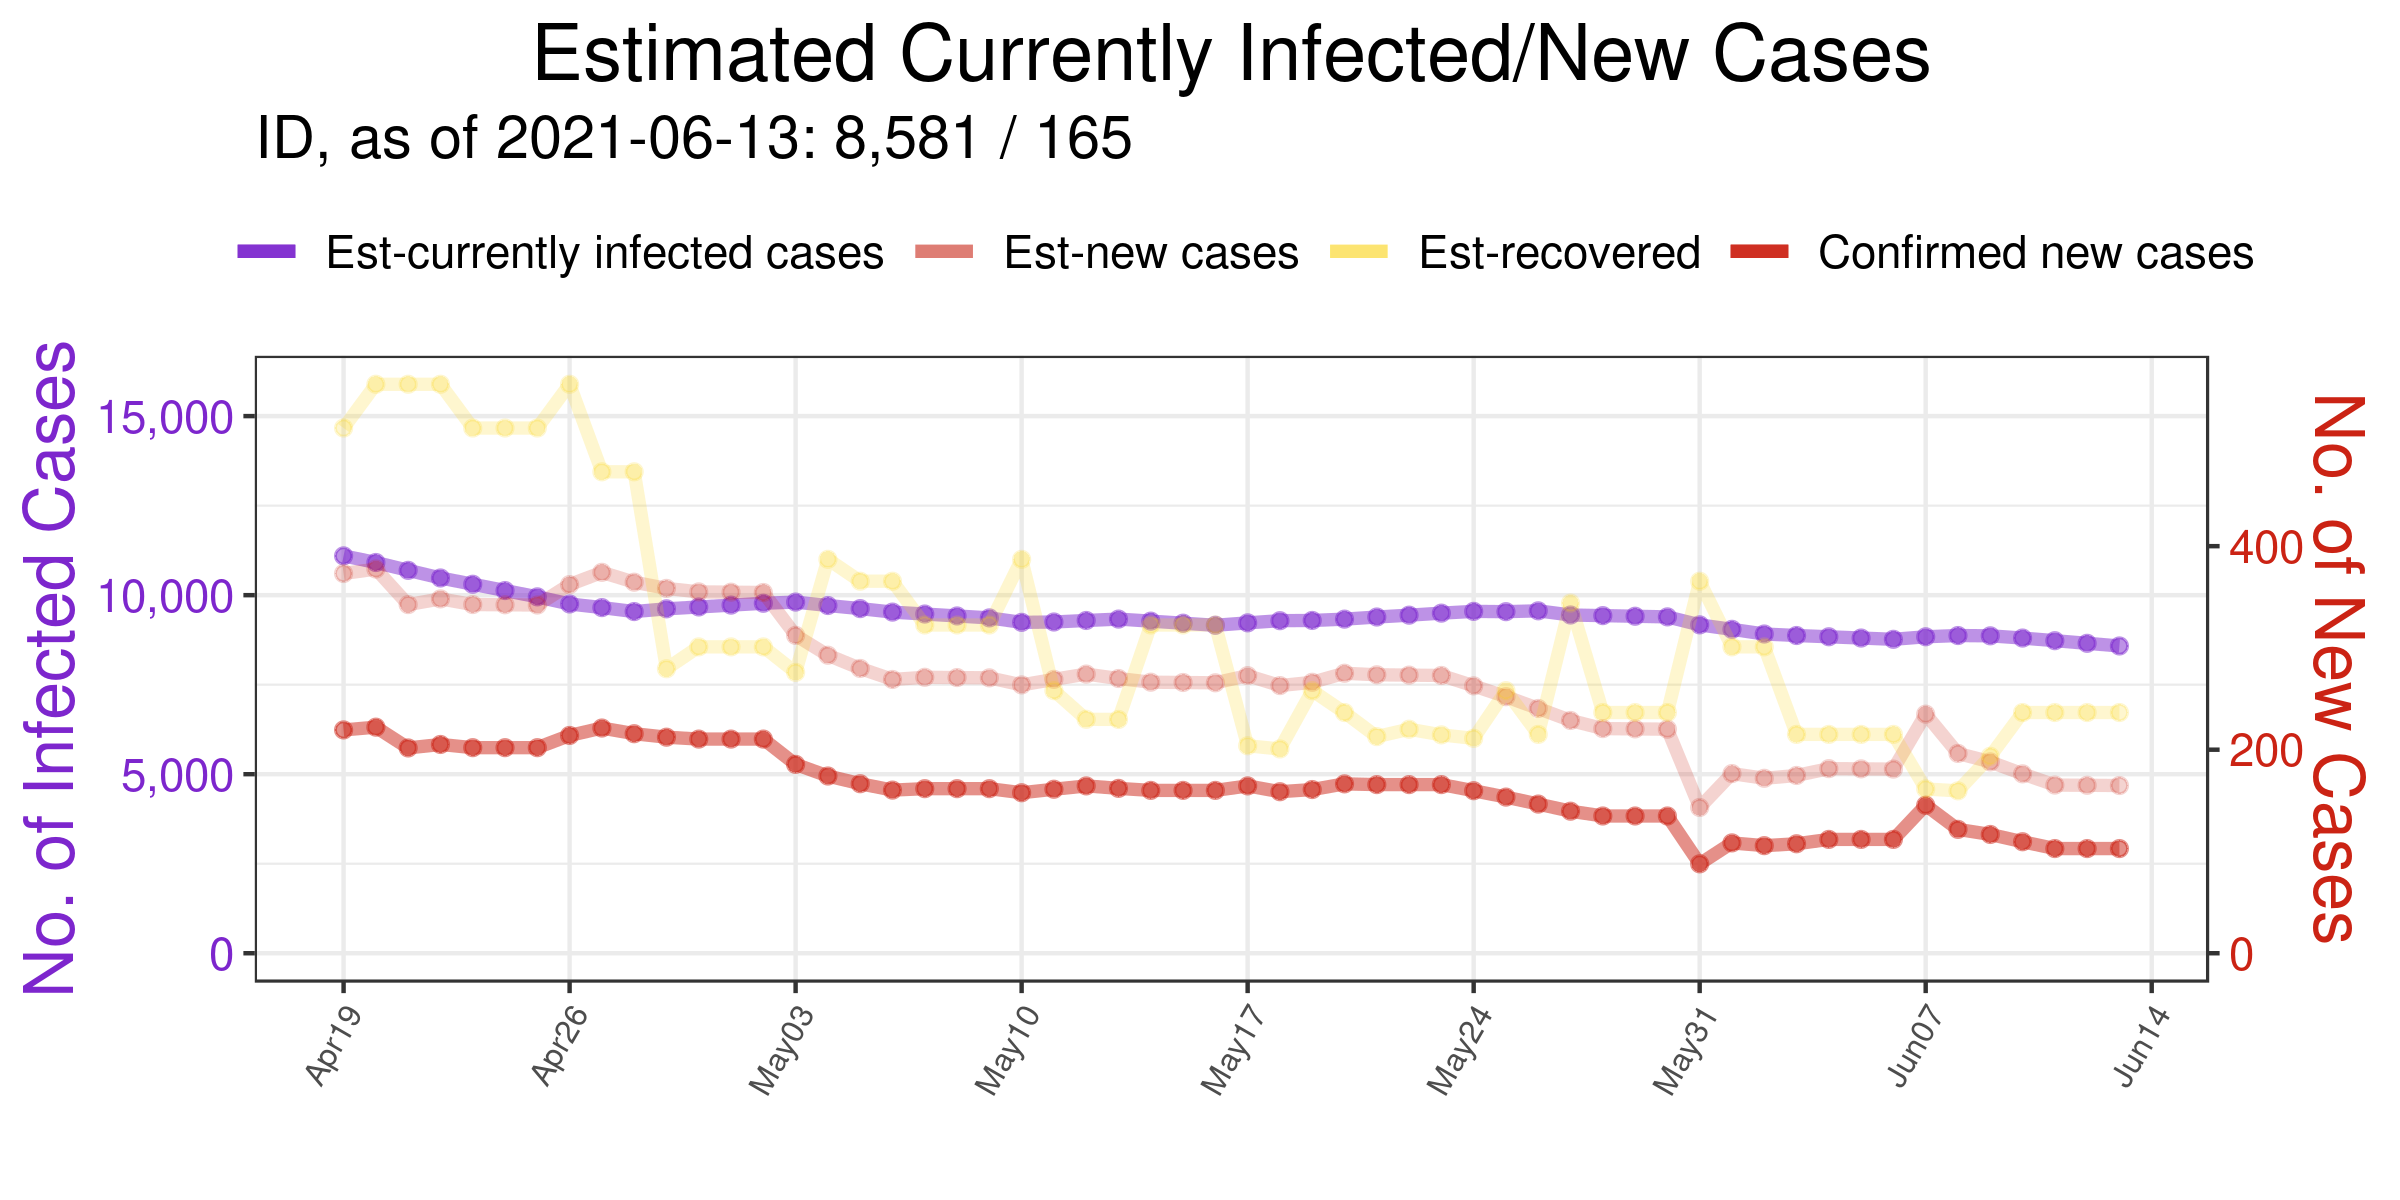 Estimated Currently Infected/New Cases
ID, as of 2021-06-13: 8,581 / 165
Est-currently infected cases Est-new cases Est-recovered Confirmed new cases
No. of Infected Cases
15,000
10,000
5,000
0
400
200
0
No. of New Cases
Apr19 Apr26 May03 May10 May17 May24 May31 Jun07 Jun14